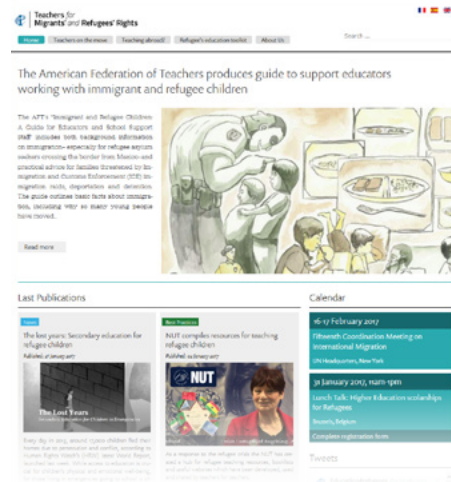 Teachers for
Migrants' and Refugees' Rights
Home
Teachers on the move
Teaching abroad?
Refugee's education toolkit
About Us
Search ...
The American Federation of Teachers produces guide to support educators
working with immigrant and refugee children
The AFT's "Immigrant and Refugee Children:
A Guide for Educators and School Support
Staff" includes both background information
on immigration- especially for refugee asylum
seekers crossing the border from Mexico-and
practical advice for families threatened by Im-
migration and Customs Enforcement (ICE) im-
migration raids, deportation and detention.
The guide outlines basic facts about immigra-
tion, including why so many young people
have moved.
Read more
Last Publications
Calendar
News
The lost years: Secondary education for
refugee children
Published: 27 January 2017
The Lost Years
Best Practices
NUT compiles resources for teaching
refugee children
NUT
16-17 February 2017
Fifteenth Coordination Meeting on
International Migration
UN Headquarters, New York
31 January 2017, 11am-1pm
Lunch Talk: Higher Education scolarships
for Refugees
Brussels, Belgium
Complete registration form
Tweets